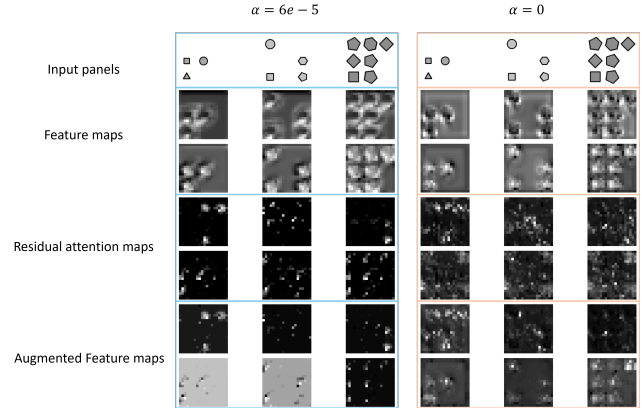 α = 6e − 5
α = 0
Input panels
Feature maps
Residual attention maps
Augmented Feature maps